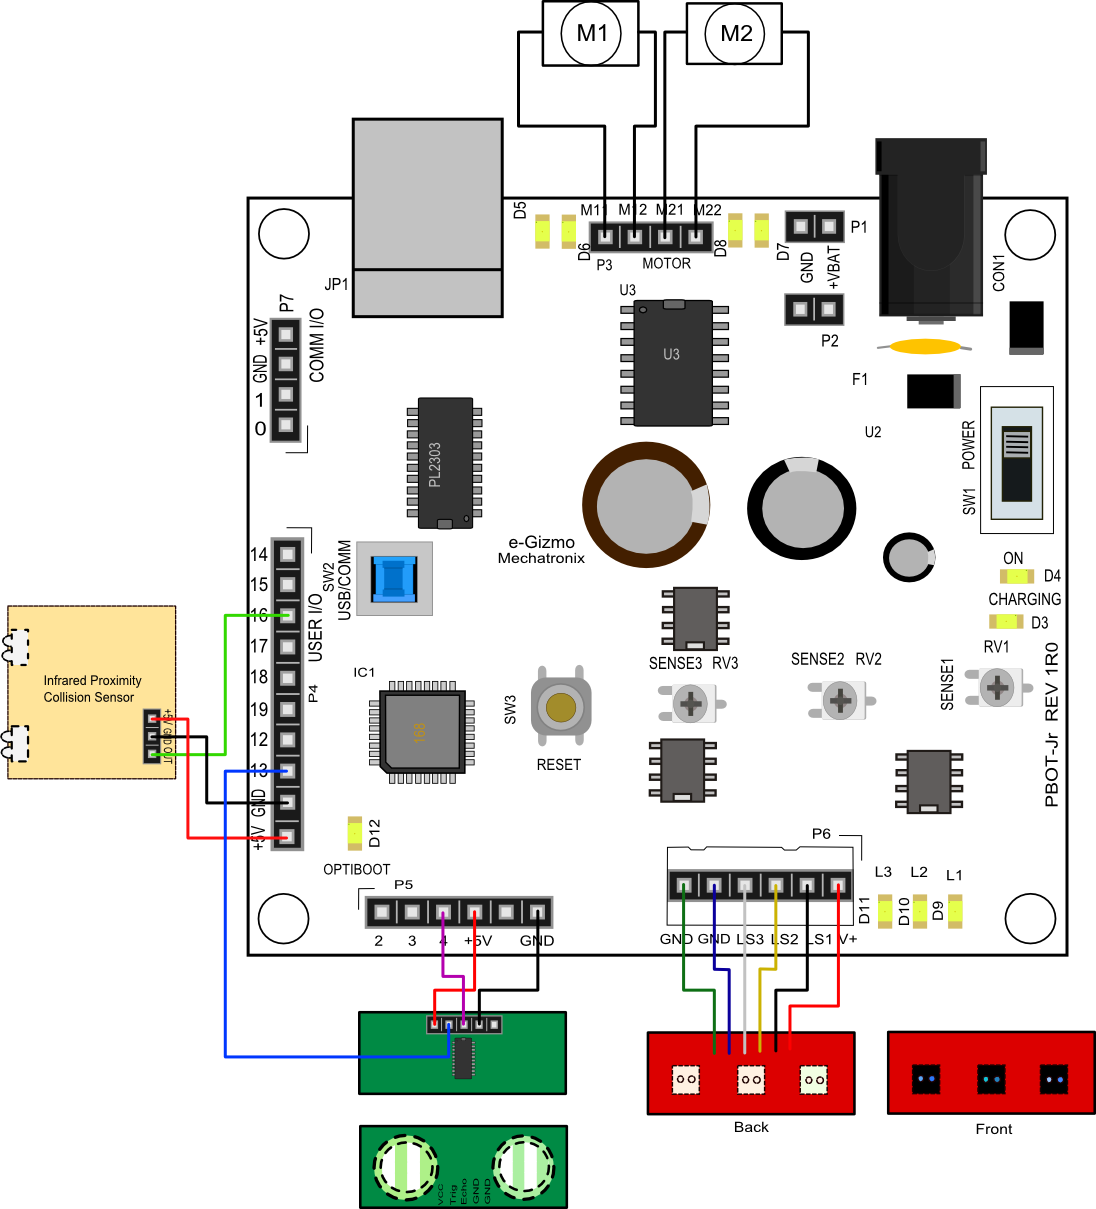 M1
M2
D5
M11
M12
M21
M22
D6
P3
MOTOR
D8
D7
GND
+VBAT
P1
CON1
JP1
P7
U3
U3
P2
+5V
GND
1
0
COMM I/O
F1
U2
PL2303
SW1 POWER
e-Gizmo
Mechatronix
14
15
16
17
18
19
12
13
GND
+5V
USER I/O
P4
SW2
USB/COMM
ON
D4
CHARGING
D3
RV1
SENSE1
SENSE3 RV3
SENSE2 RV2
PBOT-Jr REV 1R0
IC1
168
SW3
RESET
Infrared Proximity
Collision Sensor
+5V GND OUT
D12
OPTIBOOT
P5
2
3
4
+5V
GND
P6
L3
L2
L1
D11
D10
D9
GND
GND
LS3
LS2
LS1
V+
Back
Front
VCC
Trig
Echo
GND
GND